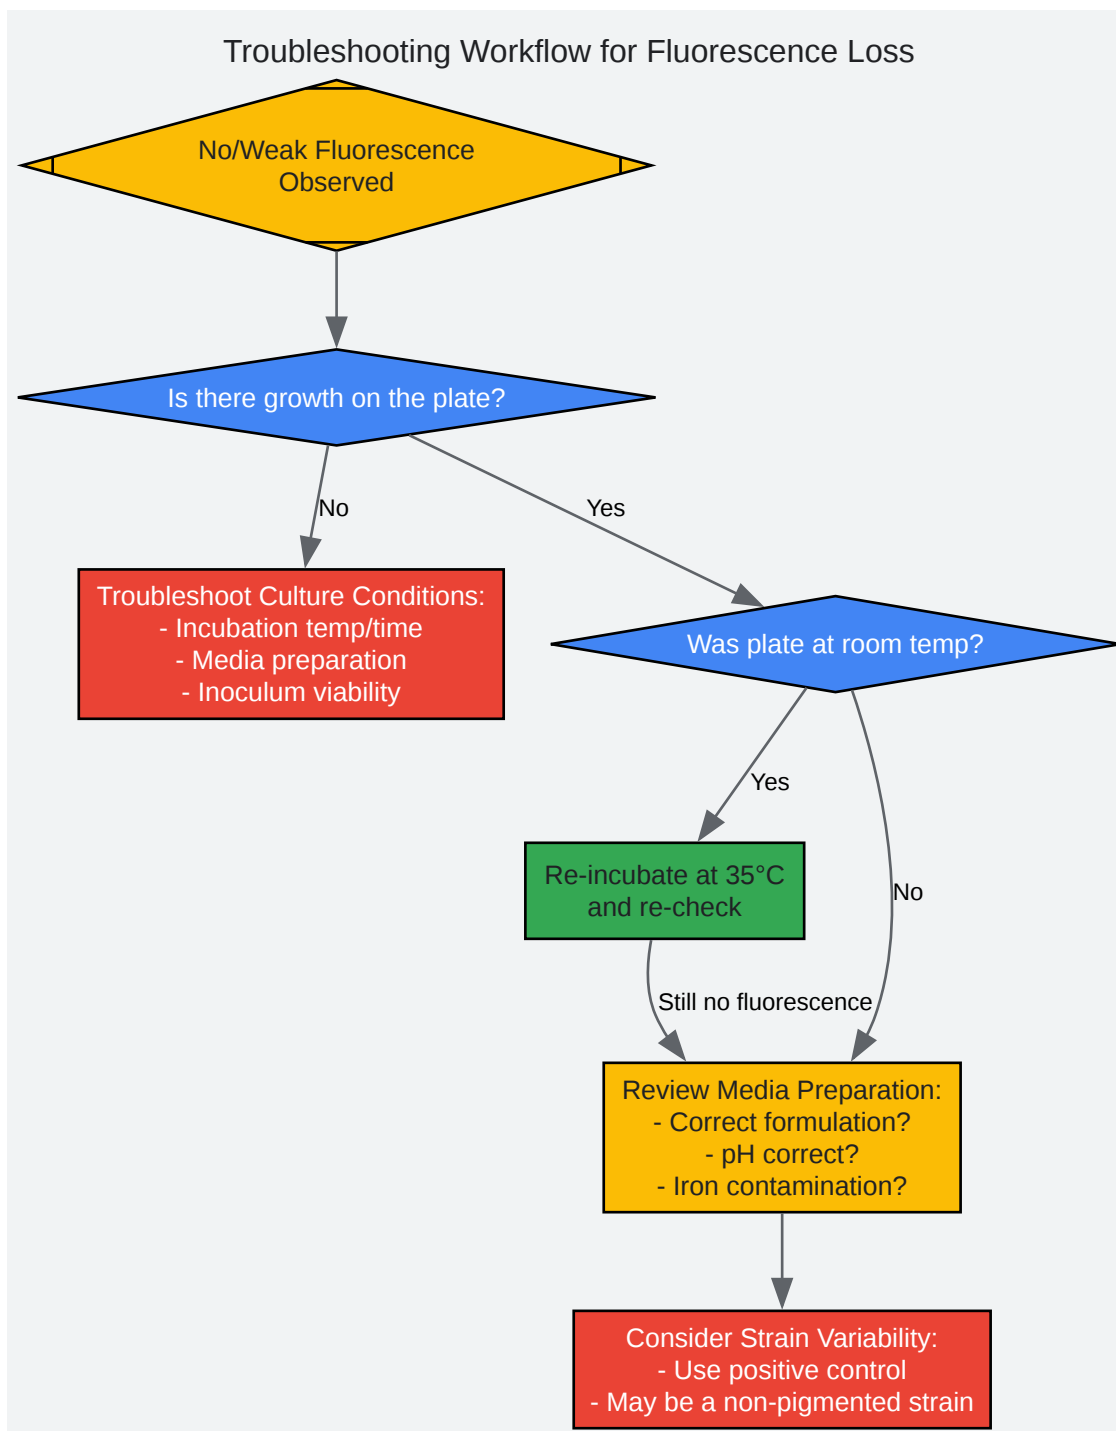 Troubleshooting Workflow for Fluorescence Loss
No/Weak Fluorescence
Observed
Is there growth on the plate?
No
Yes
Troubleshoot Culture Conditions:
- Incubation temp/time
- Media preparation
- Inoculum viability
Was plate at room temp?
Yes
No
Re-incubate at 35°C
and re-check
Still no fluorescence
Review Media Preparation:
- Correct formulation?
- pH correct?
- Iron contamination?
Consider Strain Variability:
- Use positive control
- May be a non-pigmented strain